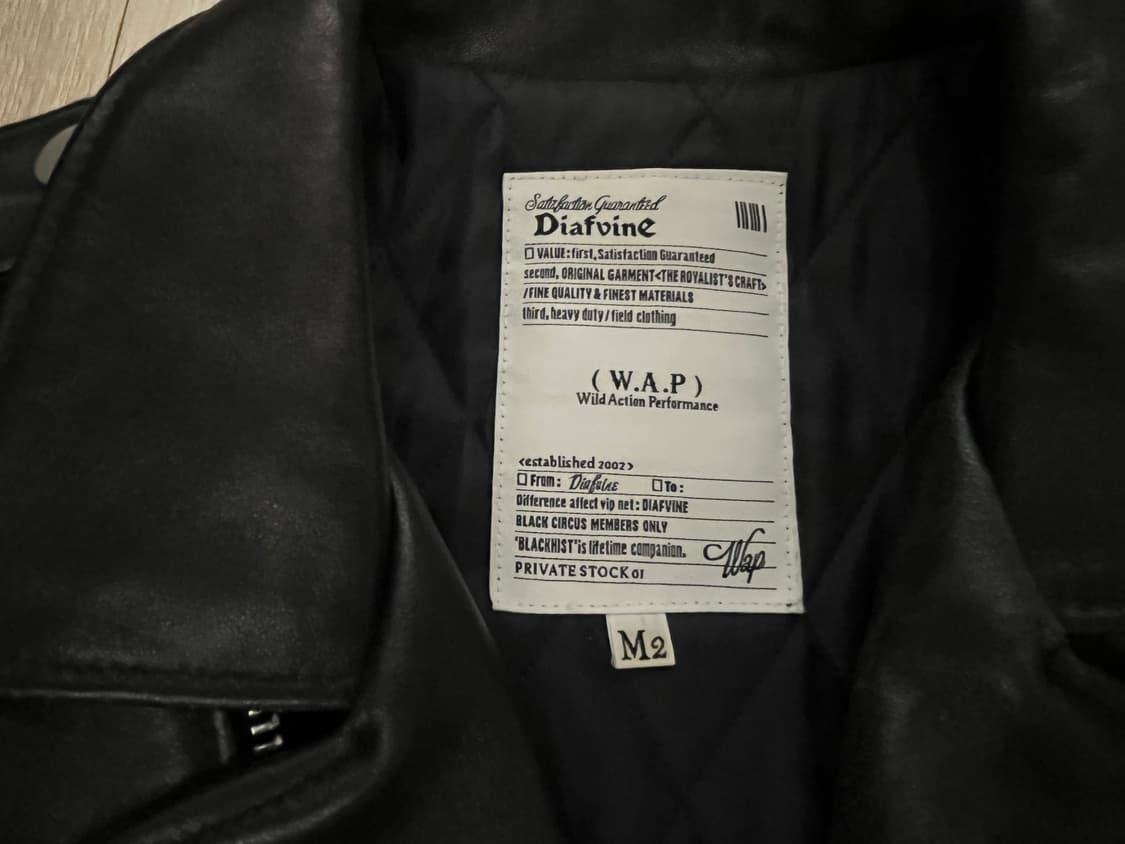 Satisfaction Guaranteed
Diafvine
VALUE: first, Satisfaction Guaranteed
second, ORIGINAL GARMENT<THE ROYALIST'S CRAFT>
/FINE QUALITY & FINEST MATERIALS
third, heavy duty/field clothing
( W.A.P )
Wild Action Performance
<established 2002>
From: Diafvine To:
Difference affect vip net: DIAFVINE
BLACK CIRCUS MEMBERS ONLY
'BLACKHIST' is lifetime companion.
Wap
PRIVATE STOCK 01
M2